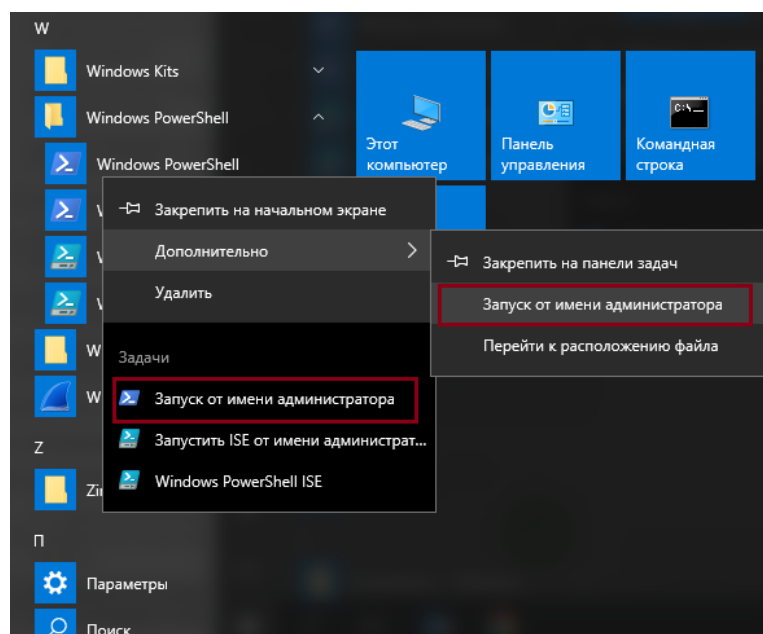 W
Windows Kits
Windows PowerShell
Windows PowerShell
W
W
Z
П
Параметры
Поиск
Этот
компьютер
Панель
управления
C:\
Командная
строка
Закрепить на начальном экране
Дополнительно
Удалить
Задачи
Запуск от имени администратора
Запустить ISE от имени администрат...
Windows PowerShell ISE
Закрепить на панели задач
Запуск от имени администратора
Перейти к расположению файла